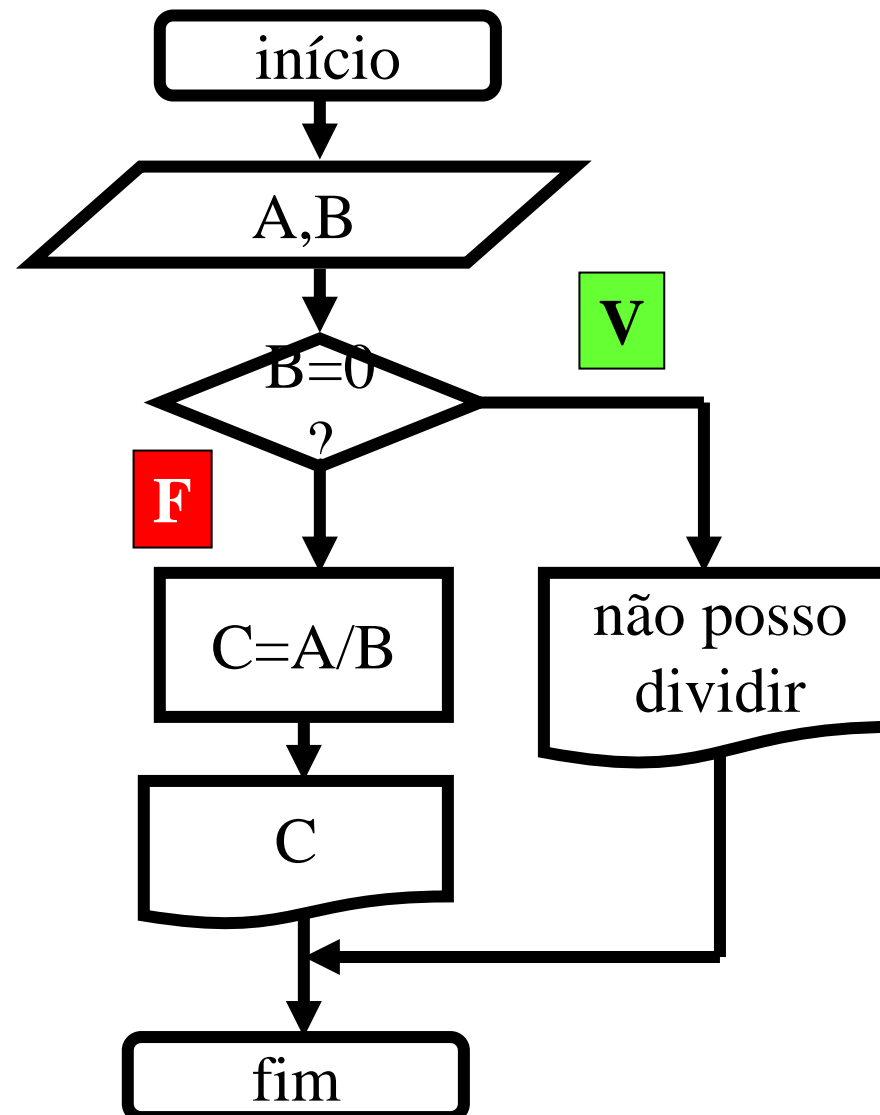 início
A,B
V
B=0
?
F
C=A/B
não posso
dividir
C
fim